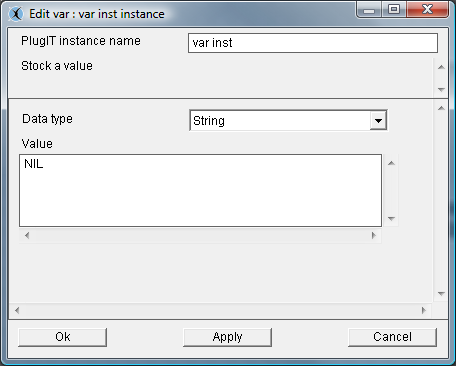 Edit var : var inst instance
PlugIT instance name
var inst
Stock a value
Data type
String
Value
NIL
Ok
Apply
Cancel